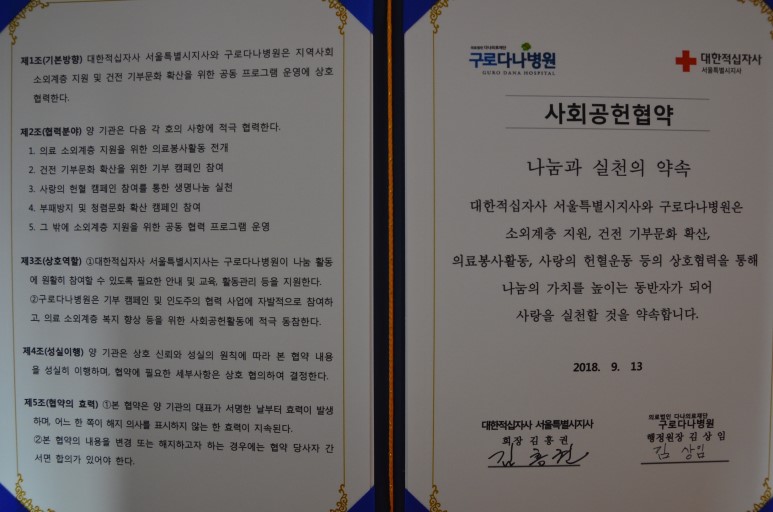 제1조(기본방향) 대한적십자사 서울특별시지사와 구로다나병원은 지역사회
소외계층 지원 및 건전 기부문화 확산을 위한 공동 프로그램 운영에 상호
협력한다.
제2조(협력분야) 양 기관은 다음 각 호의 사항에 적극 협력한다.
1. 의료 소외계층 지원을 위한 의료봉사활동 전개
2. 건전 기부문화 확산을 위한 기부 캠페인 참여
3. 사랑의 헌혈 캠페인 참여를 통한 생명나눔 실천
4. 부패방지 및 청렴문화 확산 캠페인 참여
5. 그 밖에 소외계층 지원을 위한 공동 협력 프로그램 운영
제3조(상호역할) ①대한적십자사 서울특별시지사는 구로다나병원이 나눔 활동
에 원활히 참여할 수 있도록 필요한 안내 및 교육, 활동관리 등을 지원한다.
②구로다나병원은 기부 캠페인 및 인도주의 협력 사업에 자발적으로 참여하
고, 의료 소외계층 복지 향상 등을 위한 사회공헌활동에 적극 동참한다.
제4조(성실이행) 양 기관은 상호 신뢰와 성실의 원칙에 따라 본 협약 내용
을 성실히 이행하며, 협약에 필요한 세부사항은 상호 협의하여 결정한다.
제5조(협약의 효력) ①본 협약은 양 기관의 대표가 서명한 날부터 효력이 발생
하며, 어느 한 쪽이 해지 의사를 표시하지 않는 한 효력이 지속된다.
②본 협약의 내용을 변경 또는 해지하고자 하는 경우에는 협약 당사자 간
서면 합의가 있어야 한다.
의료법인 다나의료재단
구로다나병원
GURO DANA HOSPITAL
대한적십자사
서울특별시지사
사회공헌협약
나눔과 실천의 약속
대한적십자사 서울특별시지사와 구로다나병원은
소외계층 지원, 건전 기부문화 확산,
의료봉사활동, 사랑의 헌혈운동 등의 상호협력을 통해
나눔의 가치를 높이는 동반자가 되어
사랑을 실천할 것을 약속합니다.
2018. 9. 13
대한적십자사 서울특별시지사
회장 김흥권
김흥권
의료법인 다나의료재단
구로다나병원
행정원장 김상임
김상임